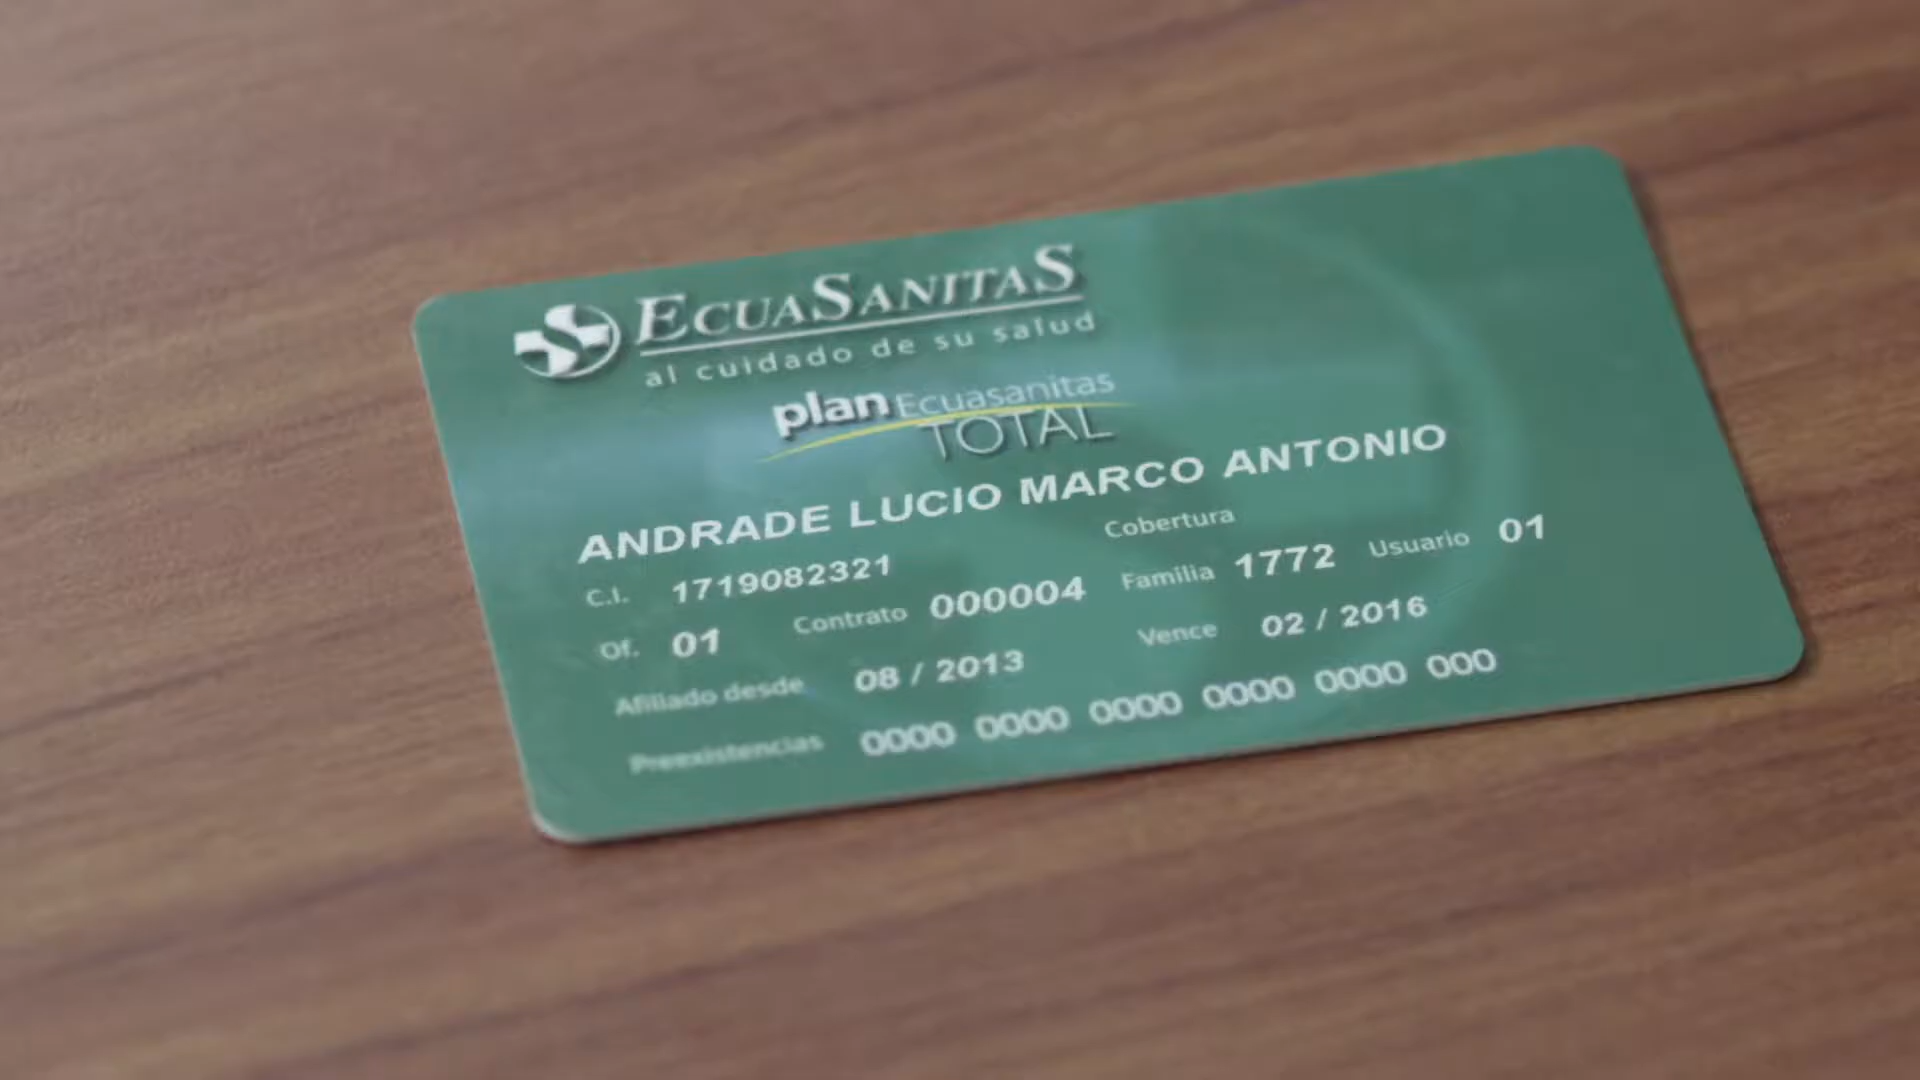 ECUASANITAS
al cuidado de su salud
plan Ecuasanitas
TOTAL
ANDRADE LUCIO MARCO ANTONIO
C.I. 1719082321 Cobertura
Of. 01 Contrato 000004 Familia 1772 Usuario 01
Afiliado desde 08 / 2013 Vence 02 / 2016
Preexistencias 0000 0000 0000 0000 0000 000